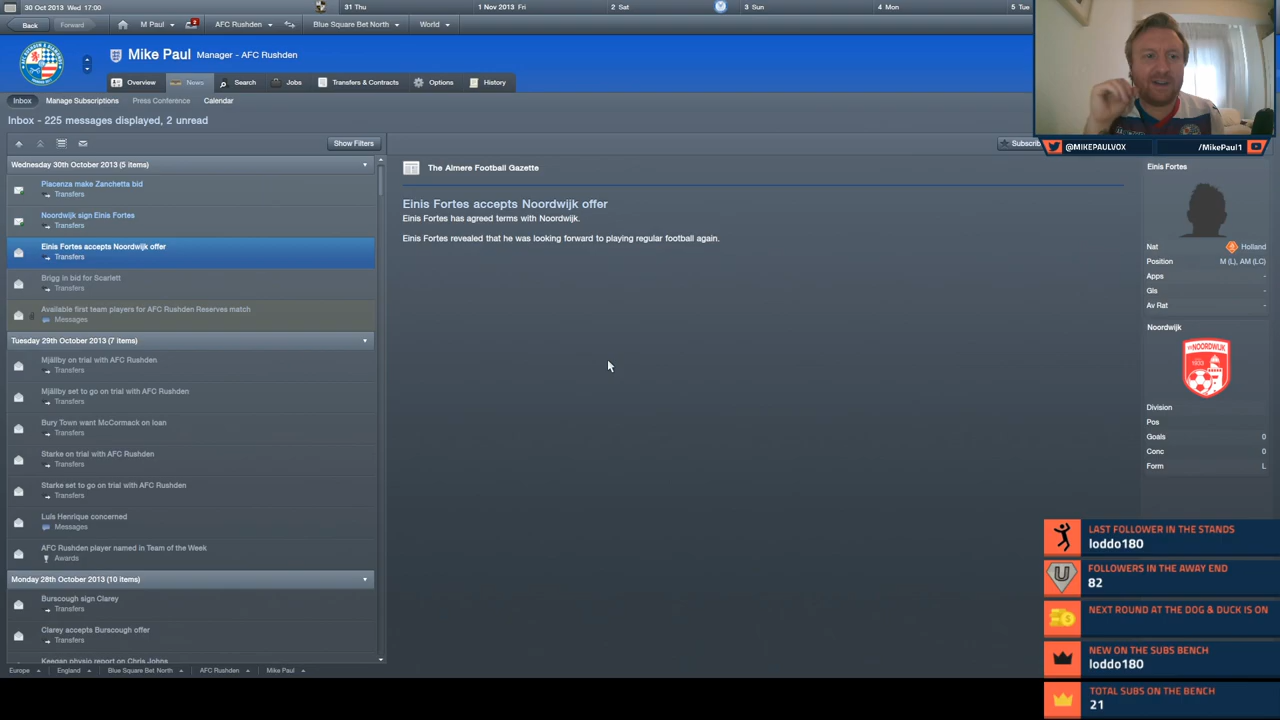 30 Oct 2013 Wed 17:00
31 Thu
1 Nov 2013 Fri
2 Sat
3 Sun
4 Mon
5 Tue
Back
Forward
M Paul
AFC Rushden
Blue Square Bet North
World
Mike Paul
Manager - AFC Rushden
Overview
News
Search
Jobs
Transfers & Contracts
Options
History
Inbox
Manage Subscriptions
Press Conference
Calendar
Inbox - 225 messages displayed, 2 unread
Show Filters
Wednesday 30th October 2013 (5 items)
Piacenza make Zanchetta bid
Transfers
Noordwijk sign Einis Fortes
Transfers
Einis Fortes accepts Noordwijk offer
Transfers
Brigg in bid for Scarlett
Transfers
Available first team players for AFC Rushden Reserves match
Messages
Tuesday 29th October 2013 (7 items)
Mjällby on trial with AFC Rushden
Transfers
Mjällby set to go on trial with AFC Rushden
Transfers
Bury Town want McCormack on loan
Transfers
Starke on trial with AFC Rushden
Transfers
Starke set to go on trial with AFC Rushden
Transfers
Luis Henrique concerned
Messages
AFC Rushden player named in Team of the Week
Awards
Monday 28th October 2013 (10 items)
Burscough sign Clarey
Transfers
Clarey accepts Burscough offer
Transfers
Keegan physio report on Chris Johns
The Almere Football Gazette
Einis Fortes accepts Noordwijk offer
Einis Fortes has agreed terms with Noordwijk.
Einis Fortes revealed that he was looking forward to playing regular football again.
@MIKEPAULVOX
/MikePaul1
Einis Fortes
Nat
Holland
Position
M (L), AM (LC)
Apps
-
Gls
-
Av Rat
-
Noordwijk
NOORDWIJK
Division
Pos
Goals
0
Conc
0
Form
L
LAST FOLLOWER IN THE STANDS
loddo180
FOLLOWERS IN THE AWAY END
82
NEXT ROUND AT THE DOG & DUCK IS ON
NEW ON THE SUBS BENCH
loddo180
TOTAL SUBS ON THE BENCH
21
Europe
England
Blue Square Bet North
AFC Rushden
Mike Paul